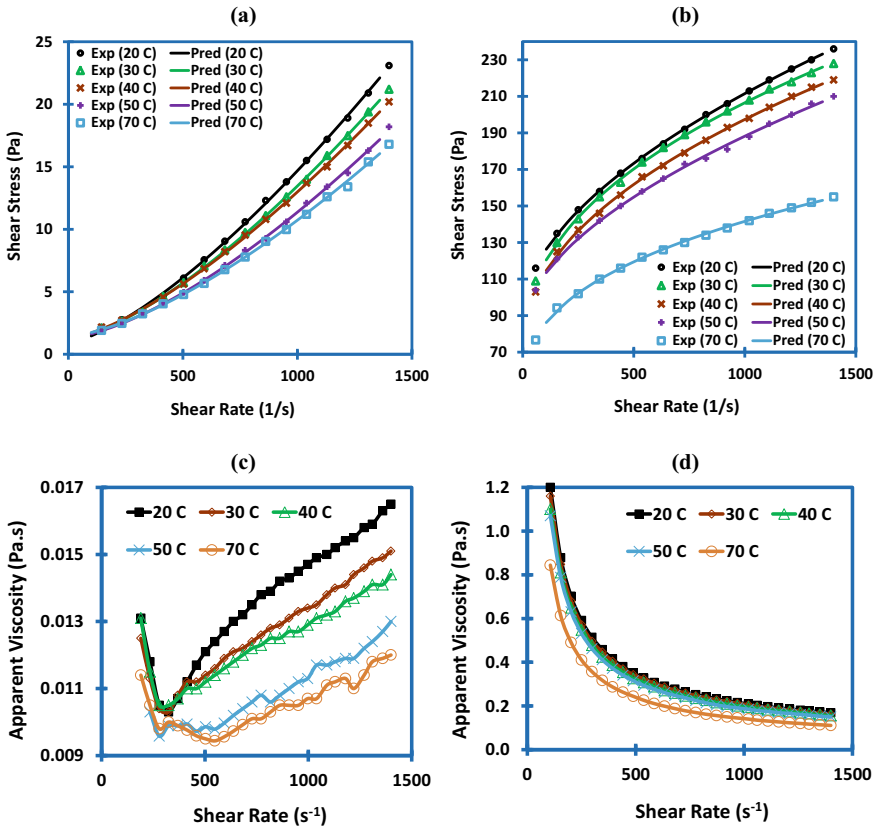 (a)
25
20
15
10
5
0
0 500 1000 1500
Shear Stress (Pa)
Shear Rate (1/s)
Exp (20 C) Pred (20 C)
Exp (30 C) Pred (30 C)
Exp (40 C) Pred (40 C)
Exp (50 C) Pred (50 C)
Exp (70 C) Pred (70 C)
(b)
230
210
190
170
150
130
110
90
70
0 500 1000 1500
Shear Stress (Pa)
Shear Rate (1/s)
Exp (20 C) Pred (20 C)
Exp (30 C) Pred (30 C)
Exp (40 C) Pred (40 C)
Exp (50 C) Pred (50 C)
Exp (70 C) Pred (70 C)
(c)
0.017
0.015
0.013
0.011
0.009
0 500 1000 1500
Apparent Viscosity (Pa.s)
Shear Rate (s⁻¹)
20 C 30 C 40 C
50 C 70 C
(d)
1.2
1.0
0.8
0.6
0.4
0.2
0.0
0 500 1000 1500
Apparent Viscosity (Pa.s)
Shear Rate (s⁻¹)
20 C 30 C 40 C
50 C 70 C